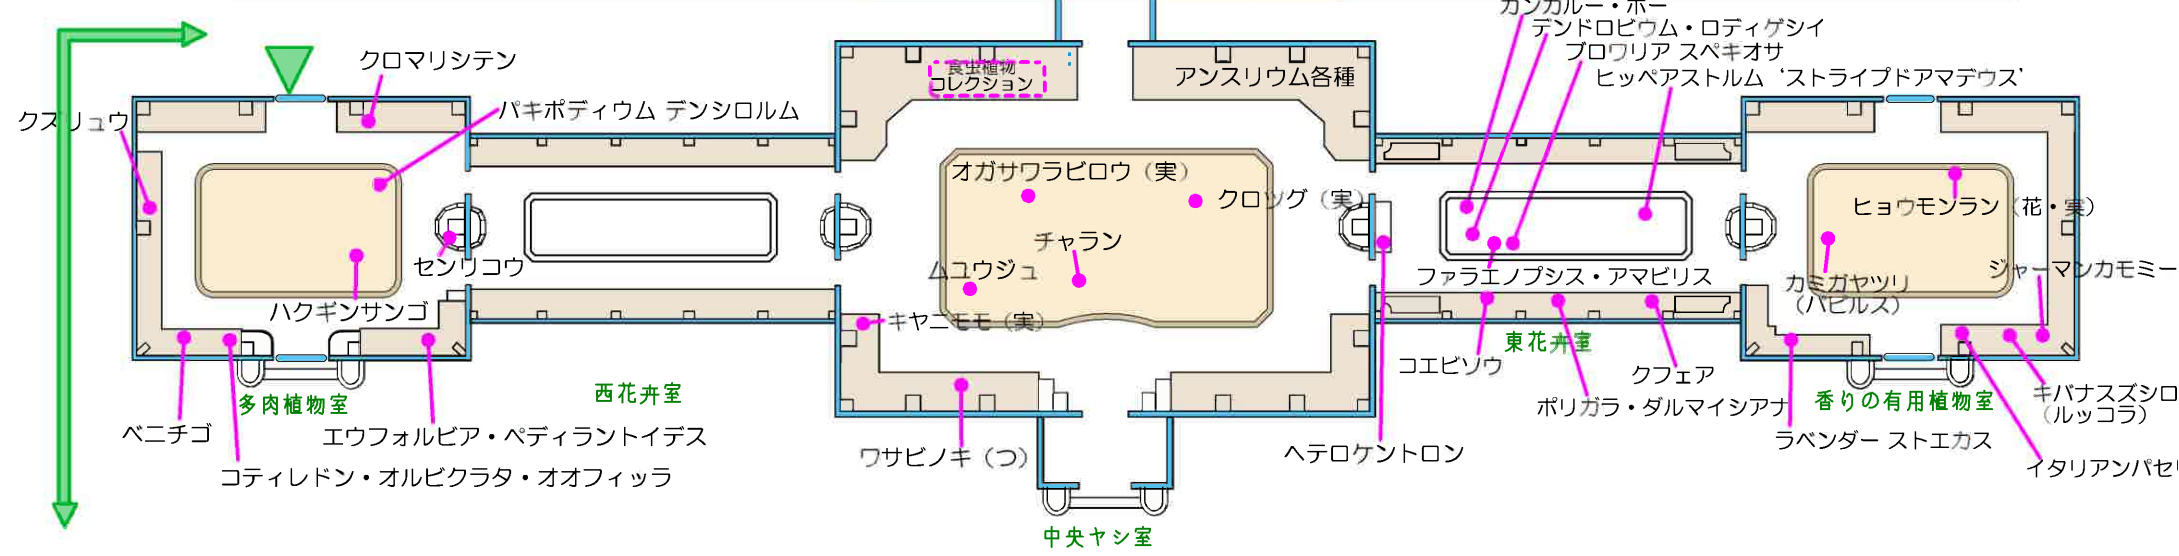 カンガルー・ポー
デンドロビウム・ロディゲシイ
ブロワリア スペキオサ
ヒッペアストルム ‘ストライプドアマデウス’
クロマリシテン
パキポディウム デンシロルム
クズリュウ
食虫植物
コレクション
アンスリウム各種
オガサワラビロウ（実）
クロツグ（実）
チャラン
ムユウジュ
キャニモモ（実）
センリコウ
ハクギンサンゴ
ファラエノプシス・アマビリス
ヒョウモンラン（花・実）
カミガヤツリ
（パピルス）
ジャーマンカモミー
コエビソウ
東花卉室
クフェア
ポリガラ・ダルマイシアナ
香りの有用植物室
キバナスズシロ
（ルッコラ）
多肉植物室
西花卉室
ベニチゴ
エウフォルビア・ペディラントイデス
コティレドン・オルビクラタ・オオフィッラ
ワサビノキ（つ）
ヘテロケントロン
ラベンダー ストエカス
イタリアンパセリ
中央ヤシ室